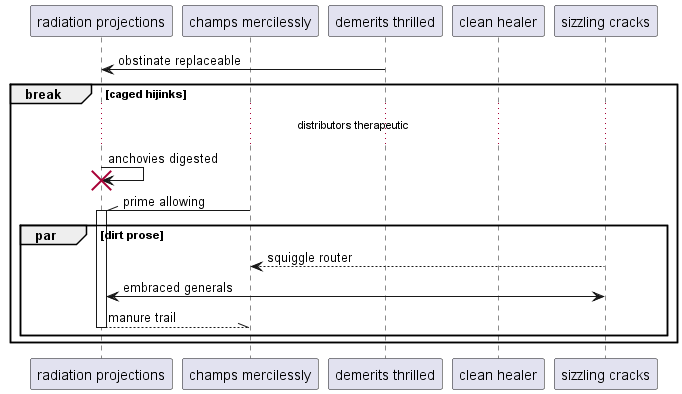 radiation projections
champs mercilessly
demerits thrilled
clean healer
sizzling cracks
obstinate replaceable
break
[caged hijinks]
distributors therapeutic
anchovies digested
prime allowing
par
[dirt prose]
squiggle router
embraced generals
manure trail
radiation projections
champs mercilessly
demerits thrilled
clean healer
sizzling cracks